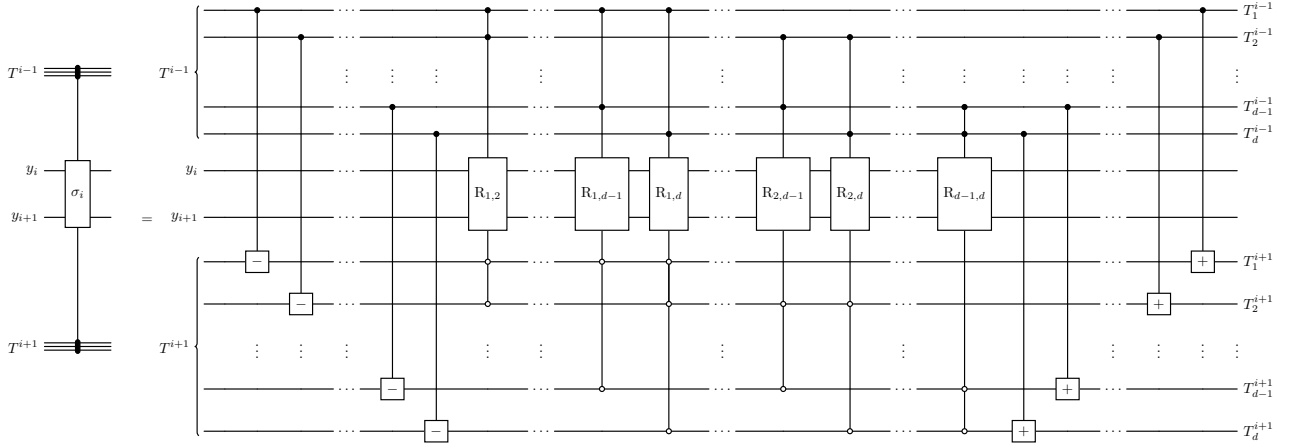 T^{i-1}
y_i
σ_i
y_{i+1}
T^{i+1}
=
T^{i-1}
y_i
y_{i+1}
T^{i+1}
R_{1,2} ⋯ R_{1,d−1} R_{1,d} ⋯ R_{2,d−1} R_{2,d} ⋯ R_{d−1,d}
−
−
−
−
+
+
+
+
T_1^{i-1}
T_2^{i-1}
⋮
T_{d-1}^{i-1}
T_d^{i-1}
T_1^{i+1}
T_2^{i+1}
⋮
T_{d-1}^{i+1}
T_d^{i+1}